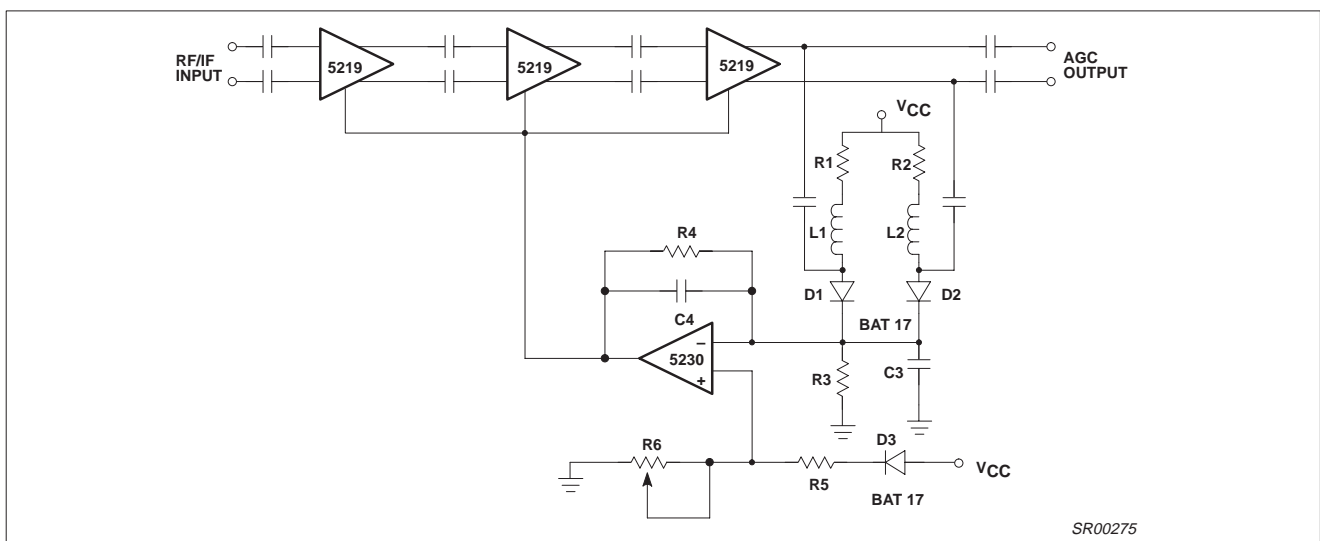 RF/IF
INPUT
5219
5219
5219
AGC
OUTPUT
VCC
R1
R2
L1
L2
R4
D1
D2
C4
BAT 17
–
5230
+
R3
C3
R6
D3
R5
VCC
BAT 17
SR00275